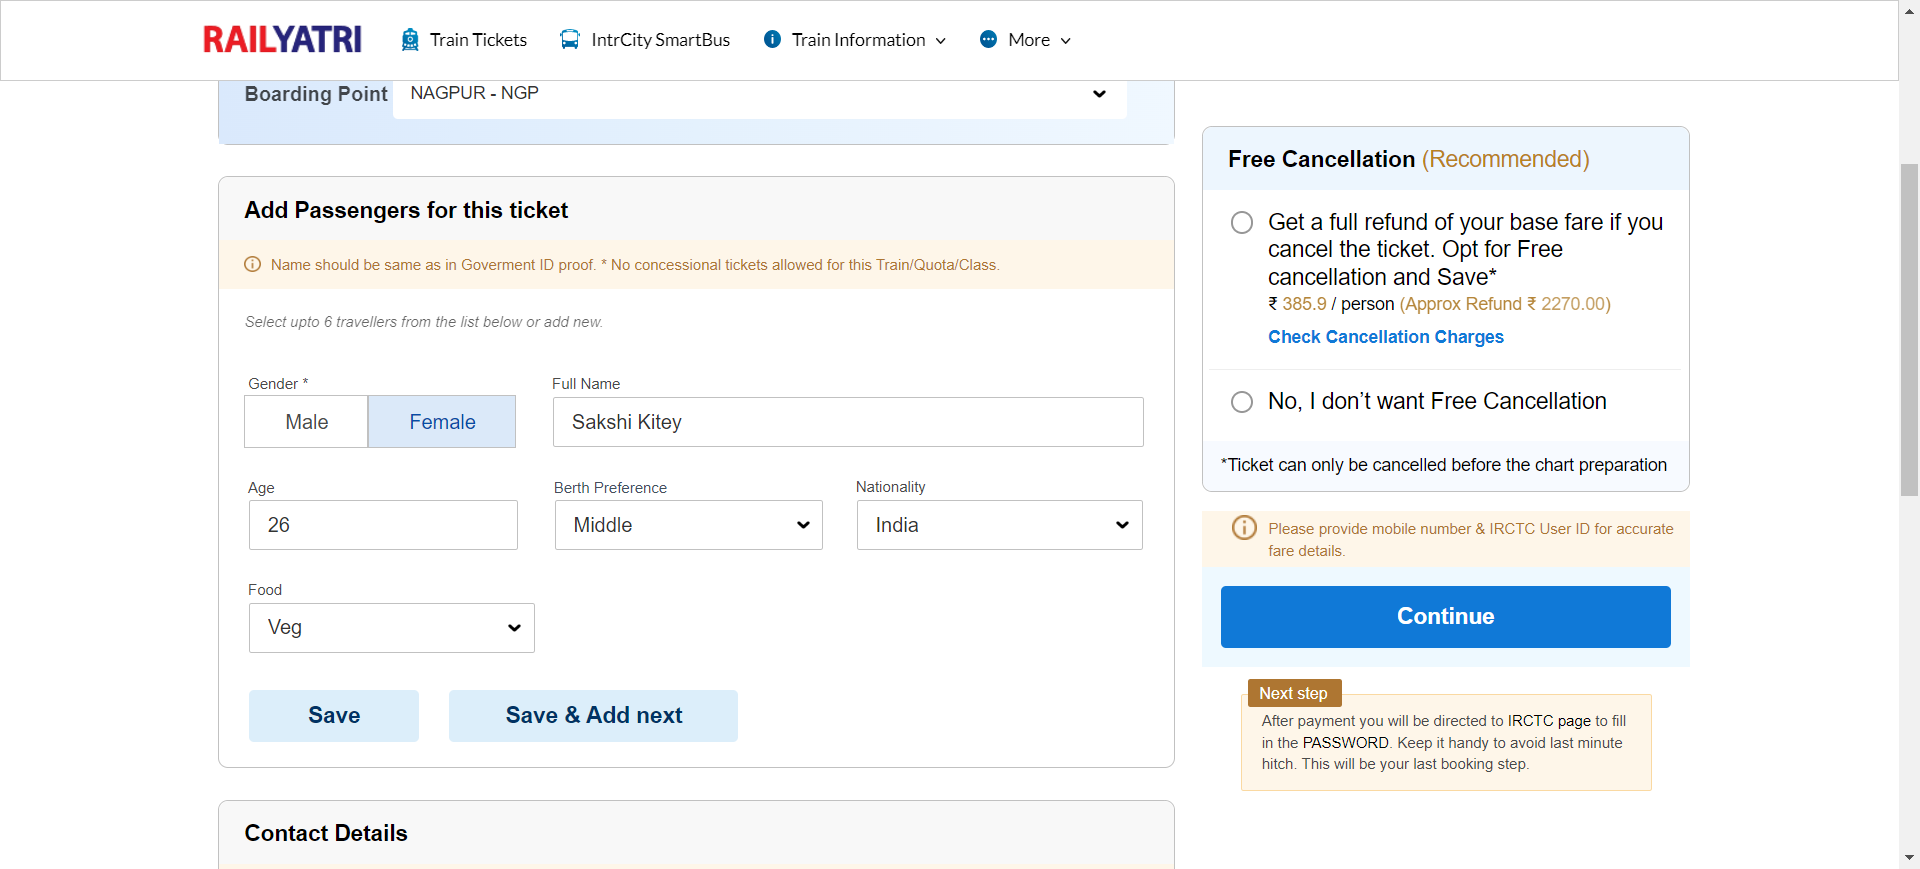 RAILYATRI
Train Tickets
IntrCity SmartBus
Train Information
More
Boarding Point
NAGPUR - NGP
Add Passengers for this ticket
Name should be same as in Goverment ID proof. * No concessional tickets allowed for this Train/Quota/Class.
Select upto 6 travellers from the list below or add new.
Gender *
Male
Female
Full Name
Sakshi Kitey
Age
26
Berth Preference
Middle
Nationality
India
Food
Veg
Save
Save & Add next
Contact Details
Free Cancellation (Recommended)
Get a full refund of your base fare if you
cancel the ticket. Opt for Free
cancellation and Save*
₹ 385.9 / person (Approx Refund ₹ 2270.00)
Check Cancellation Charges
No, I don’t want Free Cancellation
*Ticket can only be cancelled before the chart preparation
Please provide mobile number & IRCTC User ID for accurate
fare details.
Continue
Next step
After payment you will be directed to IRCTC page to fill
in the PASSWORD. Keep it handy to avoid last minute
hitch. This will be your last booking step.